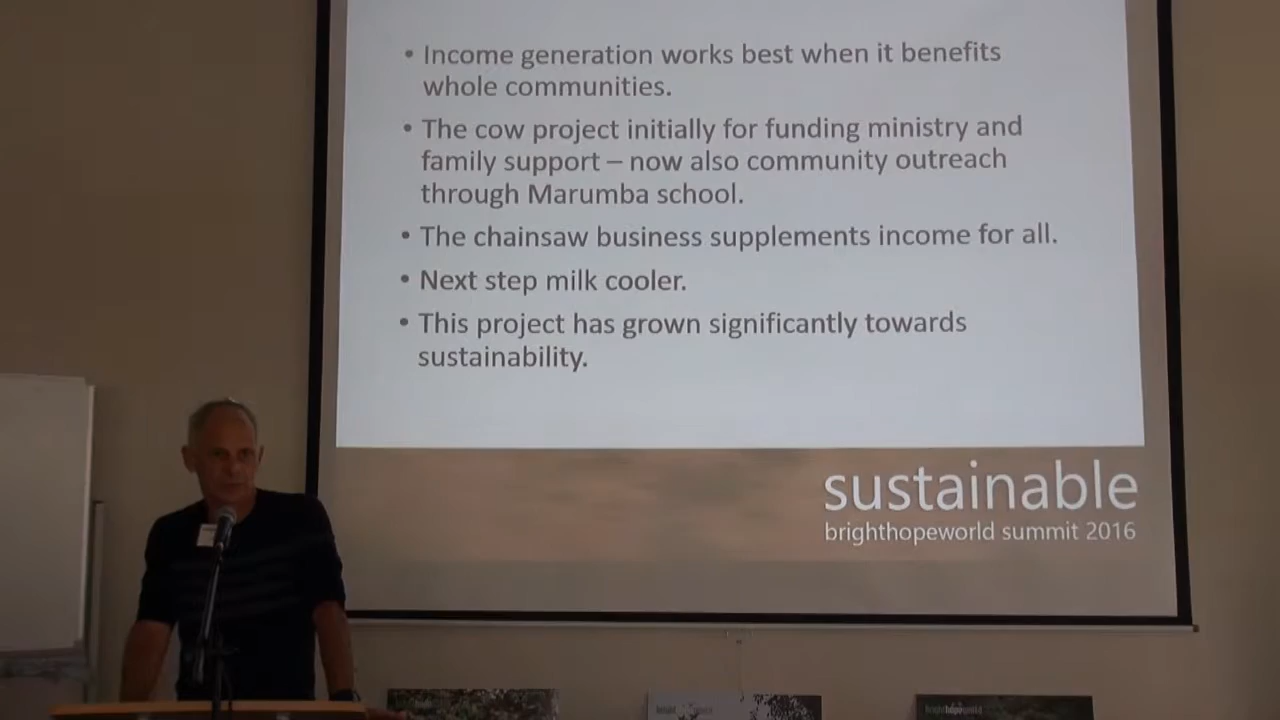 • Income generation works best when it benefits
whole communities.
• The cow project initially for funding ministry and
family support – now also community outreach
through Marumba school.
• The chainsaw business supplements income for all.
• Next step milk cooler.
• This project has grown significantly towards
sustainability.
sustainable
brighthopeworld summit 2016